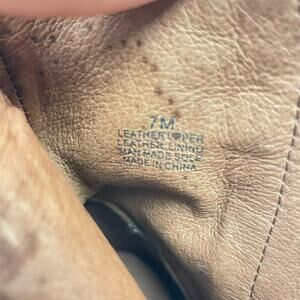 7M
LEATHER UPPER
LEATHER LINING
MAN MADE SOLE
MADE IN CHINA